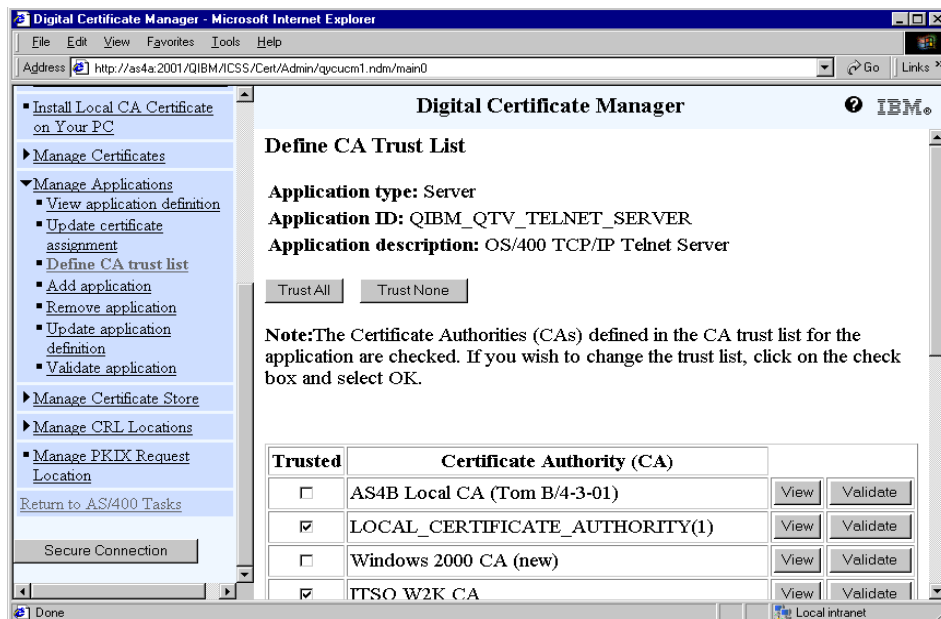 Digital Certificate Manager - Microsoft Internet Explorer
File Edit View Favorites Tools Help
Address http://as4a:2001/QIBM/ICSS/Cert/Admin/qycucm1.ndm/main0 Go Links »
Install Local CA Certificate
on Your PC
Manage Certificates
Manage Applications
View application definition
Update certificate
assignment
Define CA trust list
Add application
Remove application
Update application
definition
Validate application
Manage Certificate Store
Manage CRL Locations
Manage PKIX Request
Location
Return to AS/400 Tasks
Secure Connection
Digital Certificate Manager
? IBM®
Define CA Trust List
Application type: Server
Application ID: QIBM_QTV_TELNET_SERVER
Application description: OS/400 TCP/IP Telnet Server
Trust All Trust None
Note:The Certificate Authorities (CAs) defined in the CA trust list for the
application are checked. If you wish to change the trust list, click on the check
box and select OK.
Trusted Certificate Authority (CA)
AS4B Local CA (Tom B/4-3-01) View Validate
LOCAL_CERTIFICATE_AUTHORITY(1) View Validate
Windows 2000 CA (new) View Validate
ITSO W2K CA View Validate
Done Local intranet